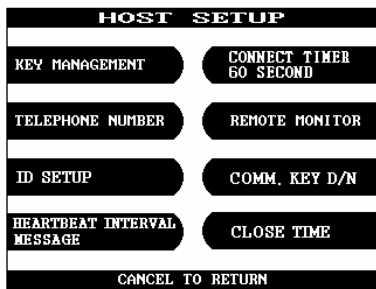 HOST SETUP
KEY MANAGEMENT
CONNECT TIMER
60 SECOND
TELEPHONE NUMBER
REMOTE MONITOR
ID SETUP
COMM. KEY D/N
HEARTBEAT INTERVAL
MESSAGE
CLOSE TIME
CANCEL TO RETURN